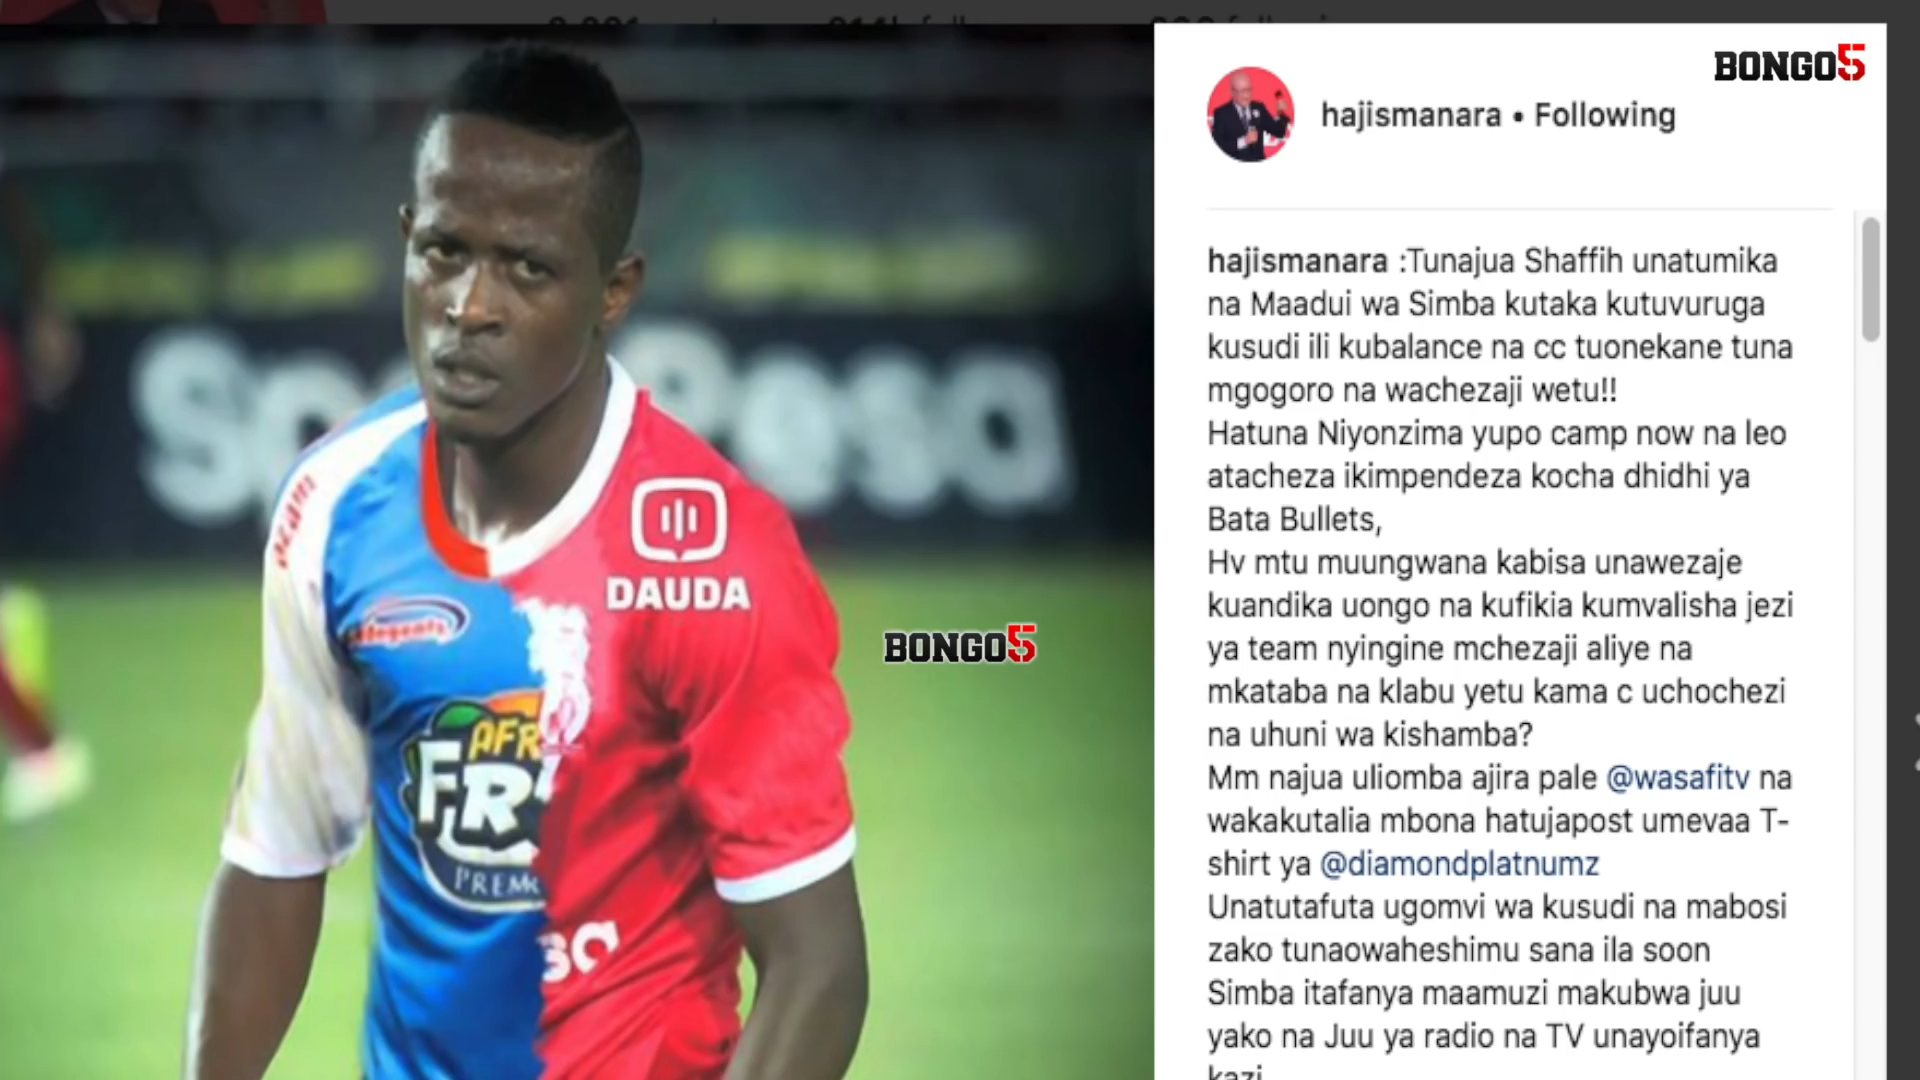 BONGO5
hajismanara • Following
hajismanara :Tunajua Shaffih unatumika
na Maadui wa Simba kutaka kutuvuruga
kusudi ili kubalance na cc tuonekane tuna
mgogoro na wachezaji wetu!!
Hatuna Niyonzima yupo camp now na leo
atacheza ikimpendeza kocha dhidhi ya
Bata Bullets,
Hv mtu muungwana kabisa unawezaje
kuandika uongo na kufikia kumvalisha jezi
ya team nyingine mchezaji aliye na
mkataba na klabu yetu kama c uchochezi
na uhuni wa kishamba?
Mm najua uliomba ajira pale @wasafitv na
wakakutalia mbona hatujapost umevaa T-
shirt ya @diamondplatnumz
Unatutafuta ugomvi wa kusudi na mabosi
zako tunaowaheshimu sana ila soon
Simba itafanya maamuzi makubwa juu
yako na Juu ya radio na TV unayoifanya
kazi
azam
DAUDA
BONGO5
AFR
FR
PREM